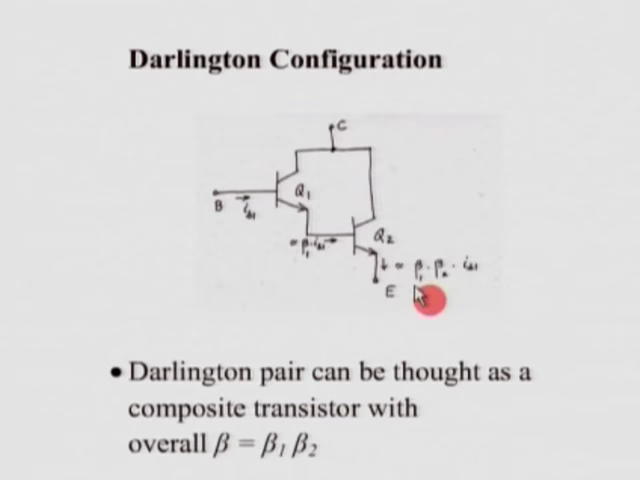 Darlington Configuration
C
Q₁
B
Q₂
E
• Darlington pair can be thought as a
composite transistor with
overall β = β₁ β₂